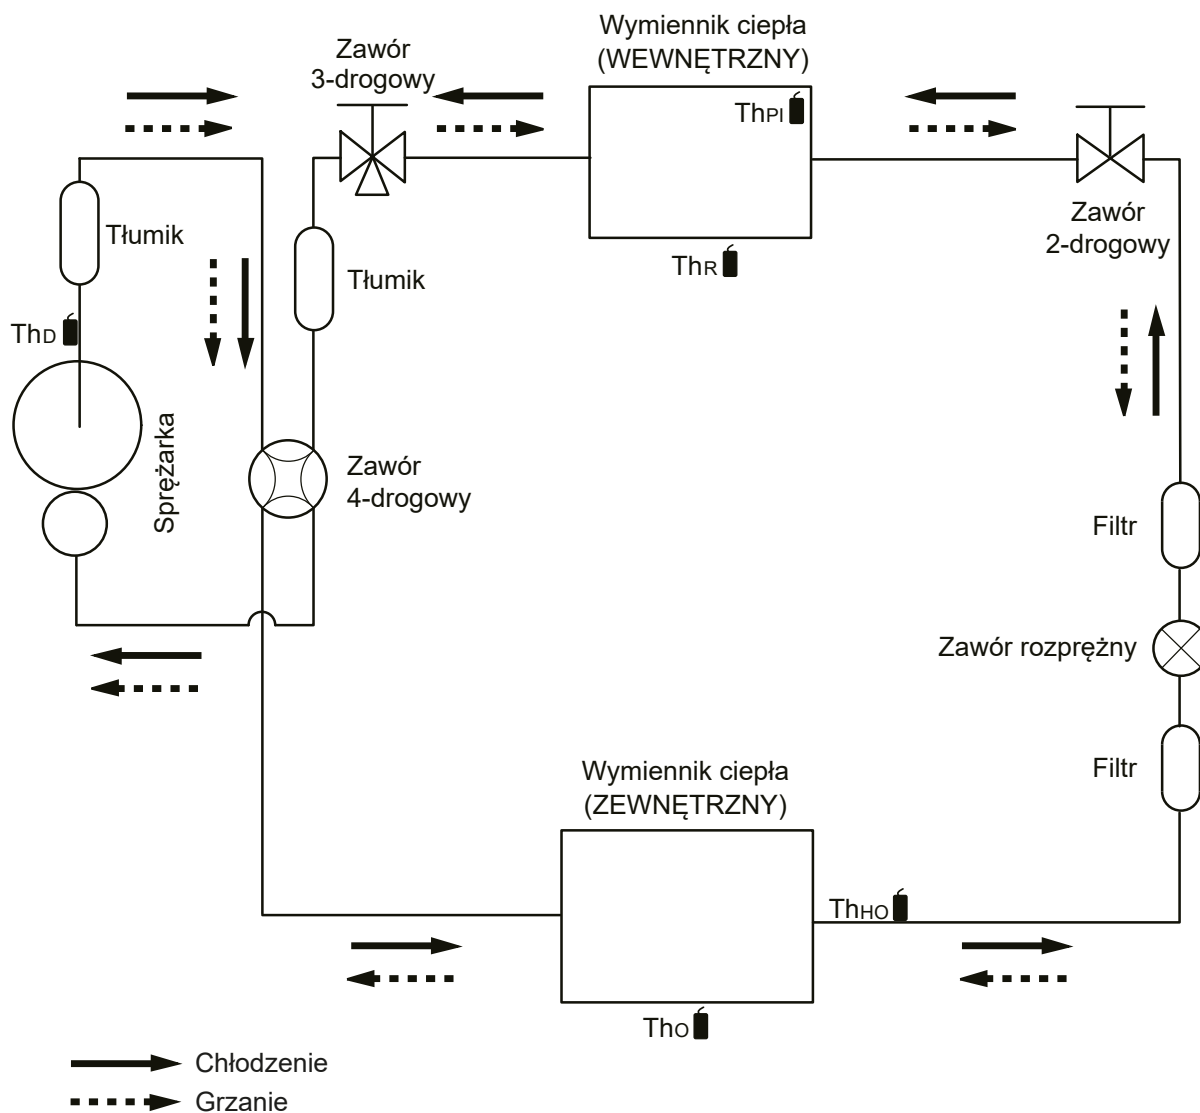 Wymiennik ciepła
(WEWNĘTRZNY)
Zawór
3-drogowy
ThPI
ThR
Zawór
2-drogowy
Tłumik
Tłumik
ThD
Sprężarka
Zawór
4-drogowy
Filtr
Zawór rozprężny
Filtr
Wymiennik ciepła
(ZEWNĘTRZNY)
ThHO
ThO
Chłodzenie
Grzanie